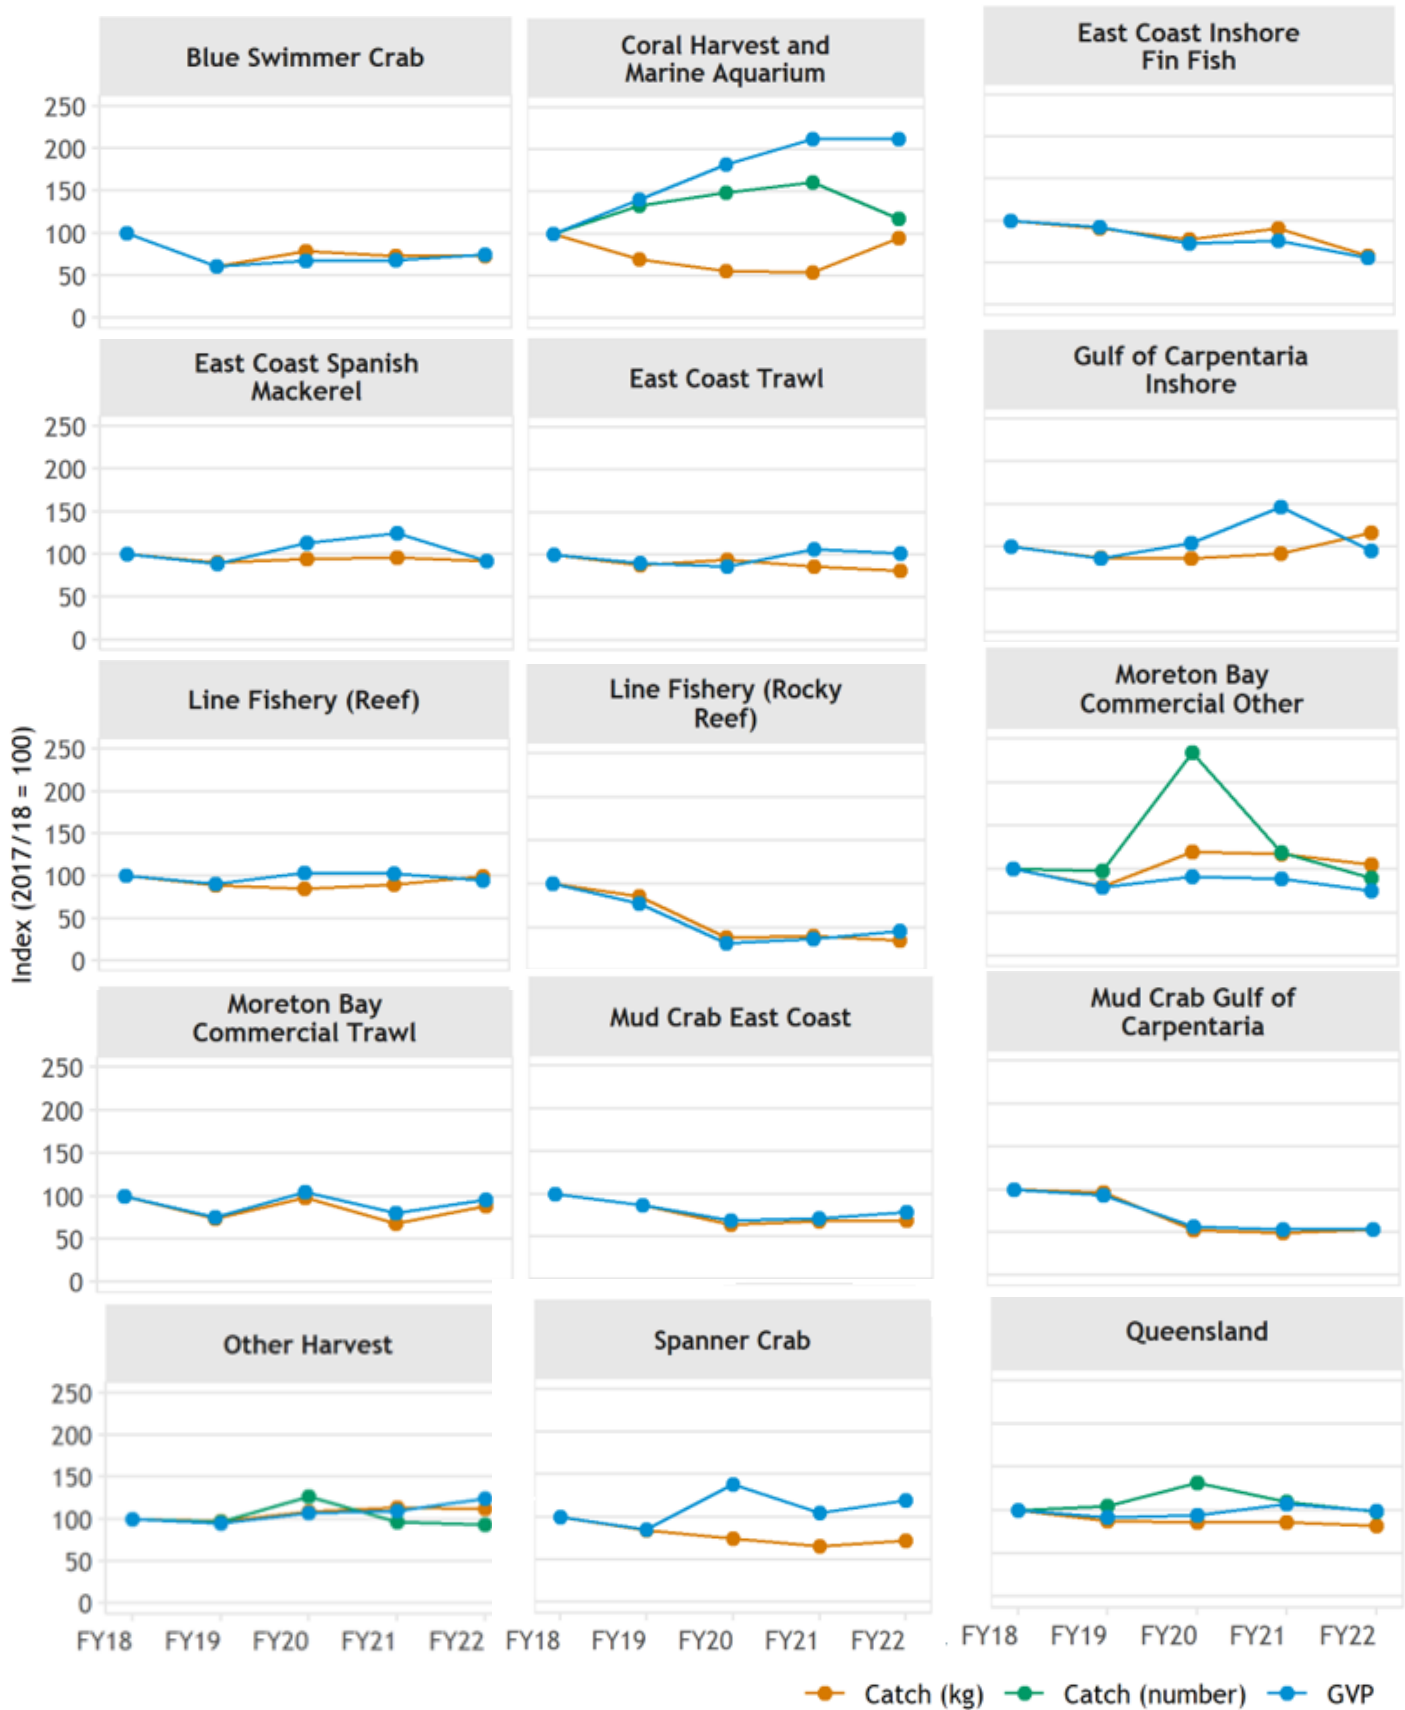 Blue Swimmer Crab
Coral Harvest and
Marine Aquarium
East Coast Inshore
Fin Fish
250
200
150
100
50
0
East Coast Spanish
Mackerel
East Coast Trawl
Gulf of Carpentaria
Inshore
250
200
150
100
50
0
Line Fishery (Reef)
Line Fishery (Rocky
Reef)
Moreton Bay
Commercial Other
250
200
150
100
50
0
Index (2017/18 = 100)
Moreton Bay
Commercial Trawl
Mud Crab East Coast
Mud Crab Gulf of
Carpentaria
250
200
150
100
50
0
Other Harvest
Spanner Crab
Queensland
250
200
150
100
50
0
FY18 FY19 FY20 FY21 FY22 FY18 FY19 FY20 FY21 FY22 FY18 FY19 FY20 FY21 FY22
Catch (kg) Catch (number) GVP